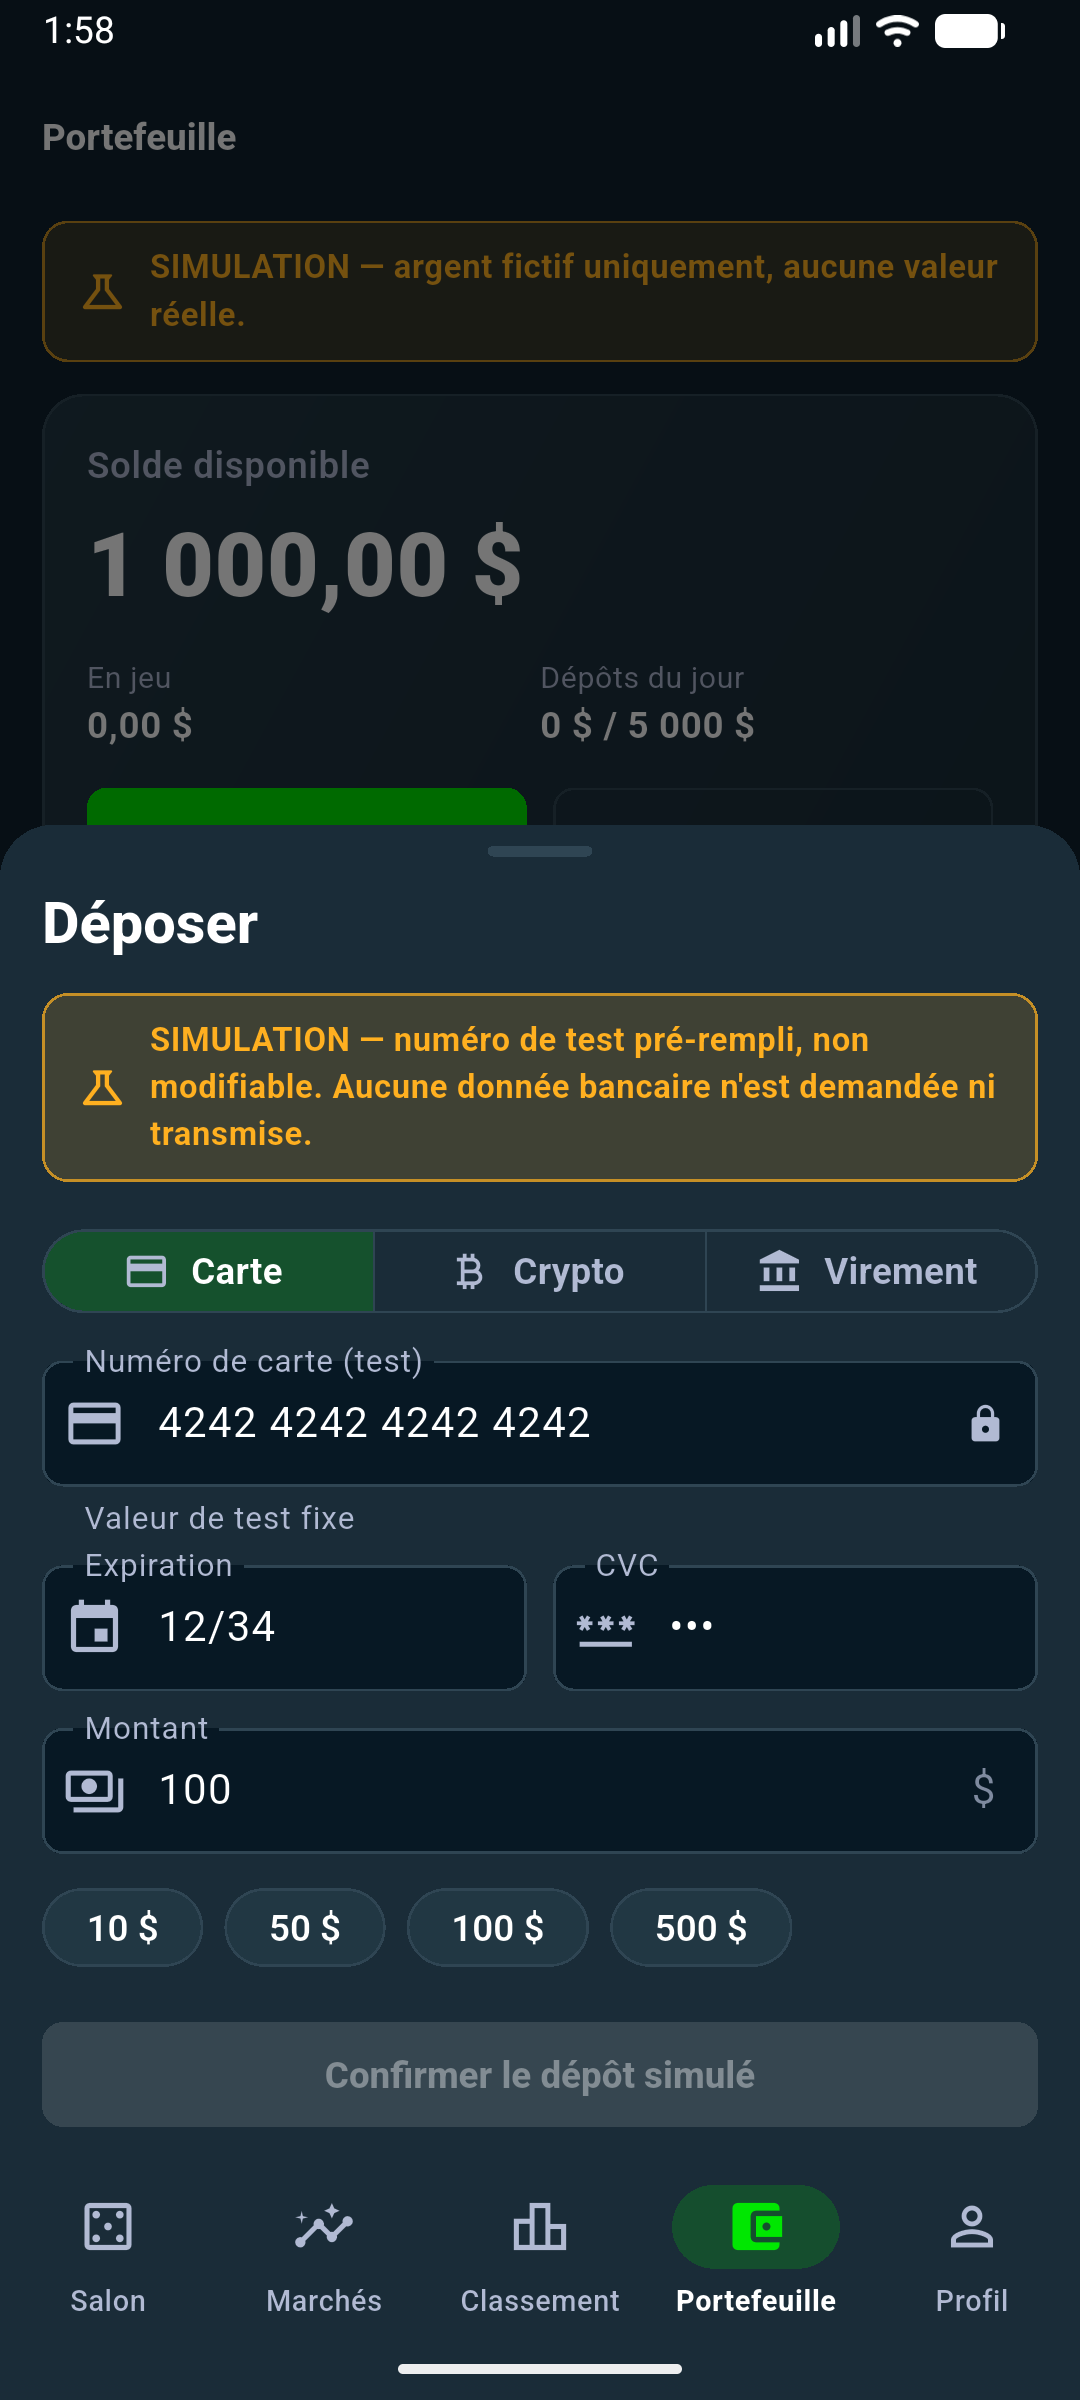 1:58
Portefeuille
SIMULATION — argent fictif uniquement, aucune valeur
réelle.
Solde disponible
1 000,00 $
En jeu
Dépôts du jour
0,00 $
0 $ / 5 000 $
Déposer
SIMULATION — numéro de test pré-rempli, non
modifiable. Aucune donnée bancaire n'est demandée ni
transmise.
Carte
Crypto
Virement
Numéro de carte (test)
4242 4242 4242 4242
Valeur de test fixe
Expiration
CVC
12/34
•••
Montant
100
$
10 $
50 $
100 $
500 $
Confirmer le dépôt simulé
Salon
Marchés
Classement
Portefeuille
Profil